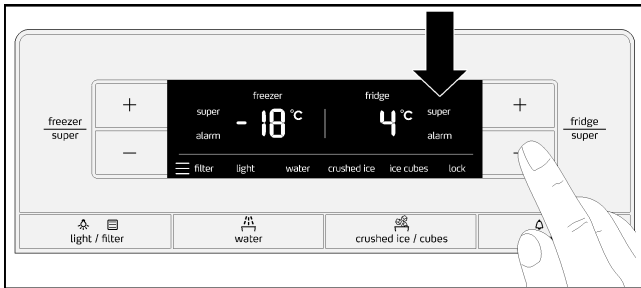 freezer
fridge
super
-18 °C
4 °C
super
alarm
alarm
filter
light
water
crushed ice
ice cubes
lock
freezer
super
+
–
+
–
fridge
super
light / filter
water
crushed ice / cubes